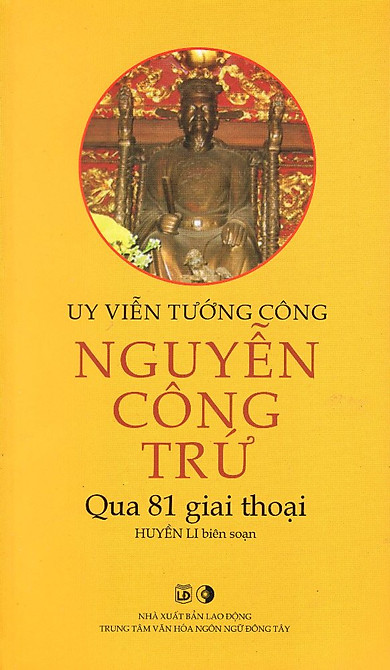 UY VIỄN TƯỚNG CÔNG
NGUYỄN
CÔNG
TRỨ
Qua 81 giai thoại
HUYỀN LI biên soạn
LĐ
NHÀ XUẤT BẢN LAO ĐỘNG
TRUNG TÂM VĂN HÓA NGÔN NGỮ ĐÔNG TÂY